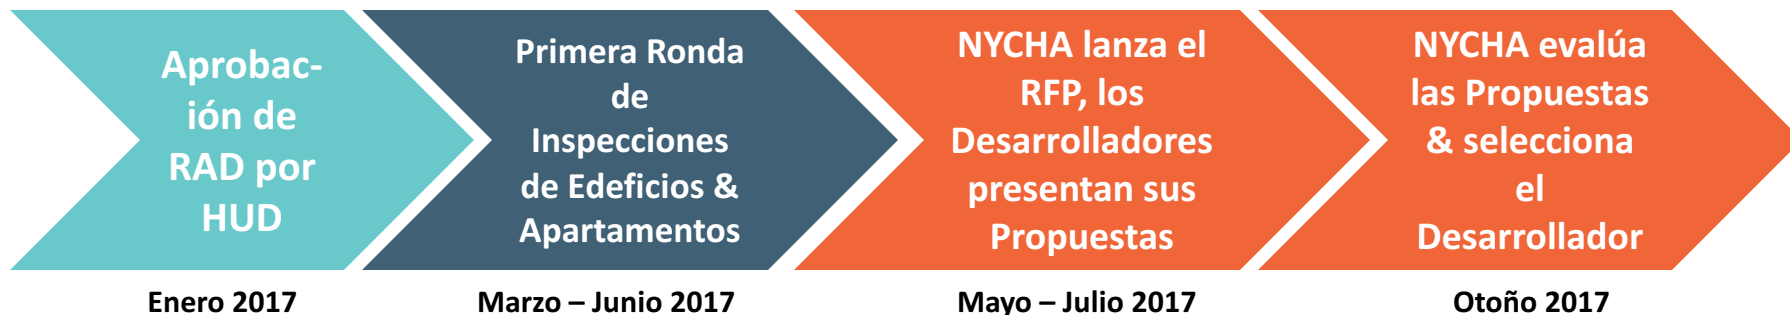 Aprobac-
ión de
RAD por
HUD
Primera Ronda
de
Inspecciones
de Edeficios &
Apartamentos
NYCHA lanza el
RFP, los
Desarrolladores
presentan sus
Propuestas
NYCHA evalúa
las Propuestas
& selecciona
el
Desarrollador
Enero 2017
Marzo – Junio 2017
Mayo – Julio 2017
Otoño 2017